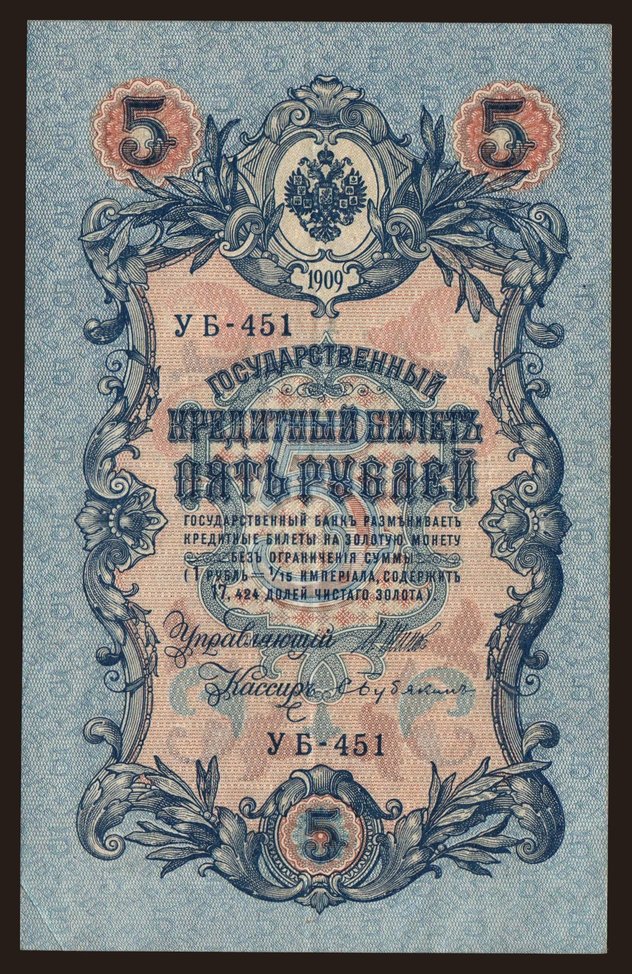 5 5
1909
УБ-451
ГОСУДАРСТВЕННЫЙ
КРЕДИТНЫЙ БИЛЕТЪ
ПЯТЬ РУБЛЕЙ
5
ГОСУДАРСТВЕННЫЙ БАНКЪ РАЗМѢНИВАЕТЪ
КРЕДИТНЫЕ БИЛЕТЫ НА ЗОЛОТУЮ МОНЕТУ
БЕЗЪ ОГРАНИЧЕНІЯ СУММЫ
(1 РУБЛЬ = 1/15 ИМПЕРІАЛА, СОДЕРЖИТЪ
17,424 ДОЛЕЙ ЧИСТАГО ЗОЛОТА)
Управляющій
Кассиръ
УБ-451
5